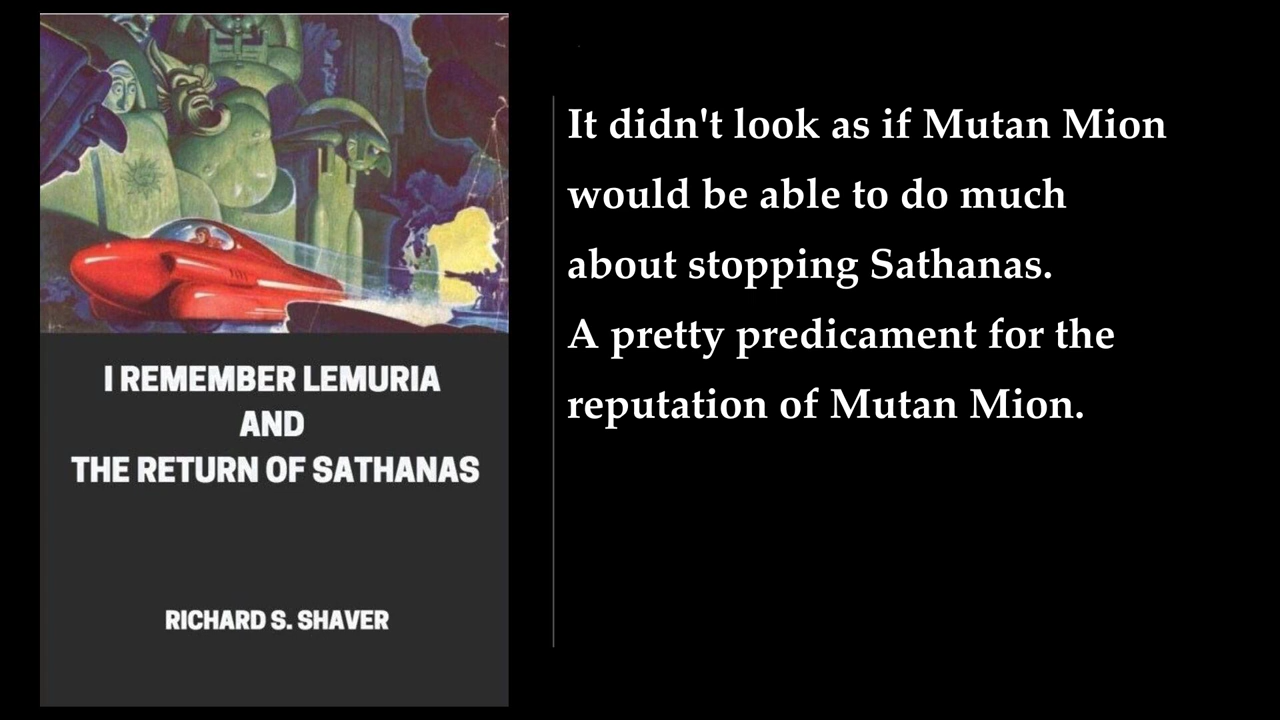 I REMEMBER LEMURIA
AND
THE RETURN OF SATHANAS
RICHARD S. SHAVER
It didn't look as if Mutan Mion
would be able to do much
about stopping Sathanas.
A pretty predicament for the
reputation of Mutan Mion.